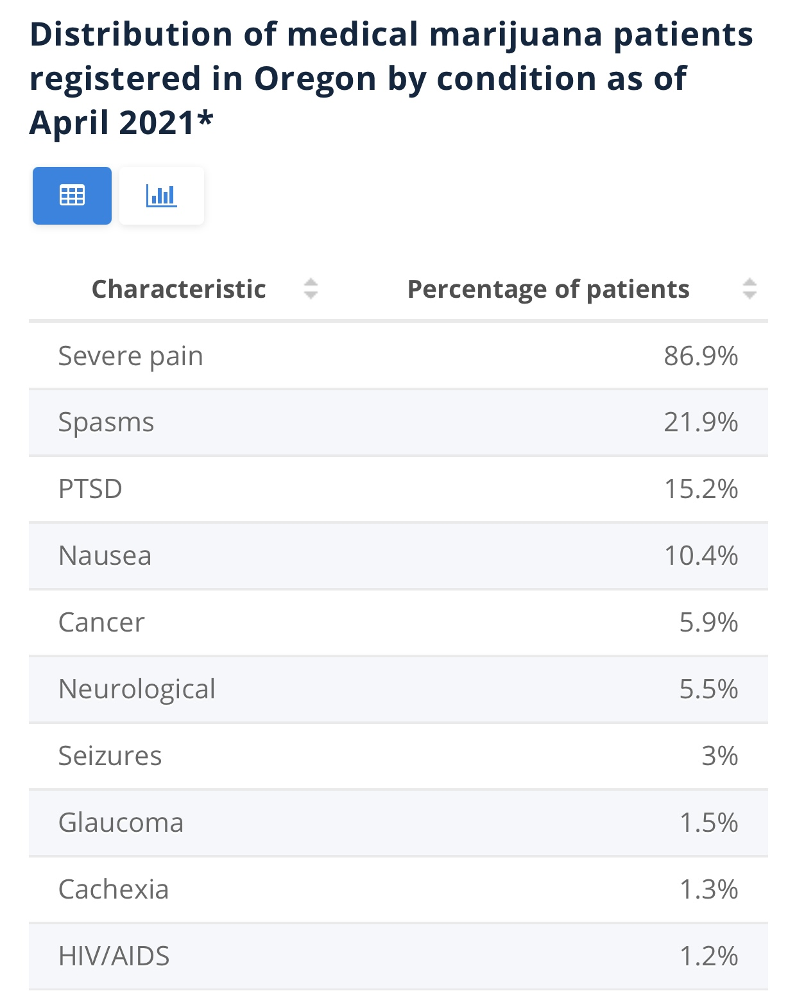 Distribution of medical marijuana patients
registered in Oregon by condition as of
April 2021*
Characteristic Percentage of patients
Severe pain 86.9%
Spasms 21.9%
PTSD 15.2%
Nausea 10.4%
Cancer 5.9%
Neurological 5.5%
Seizures 3%
Glaucoma 1.5%
Cachexia 1.3%
HIV/AIDS 1.2%